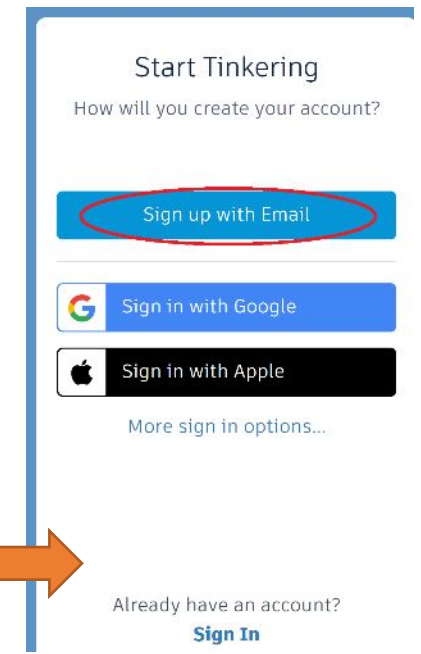 Start Tinkering
How will you create your account?
Sign up with Email
Sign in with Google
Sign in with Apple
More sign in options...
Already have an account?
Sign In